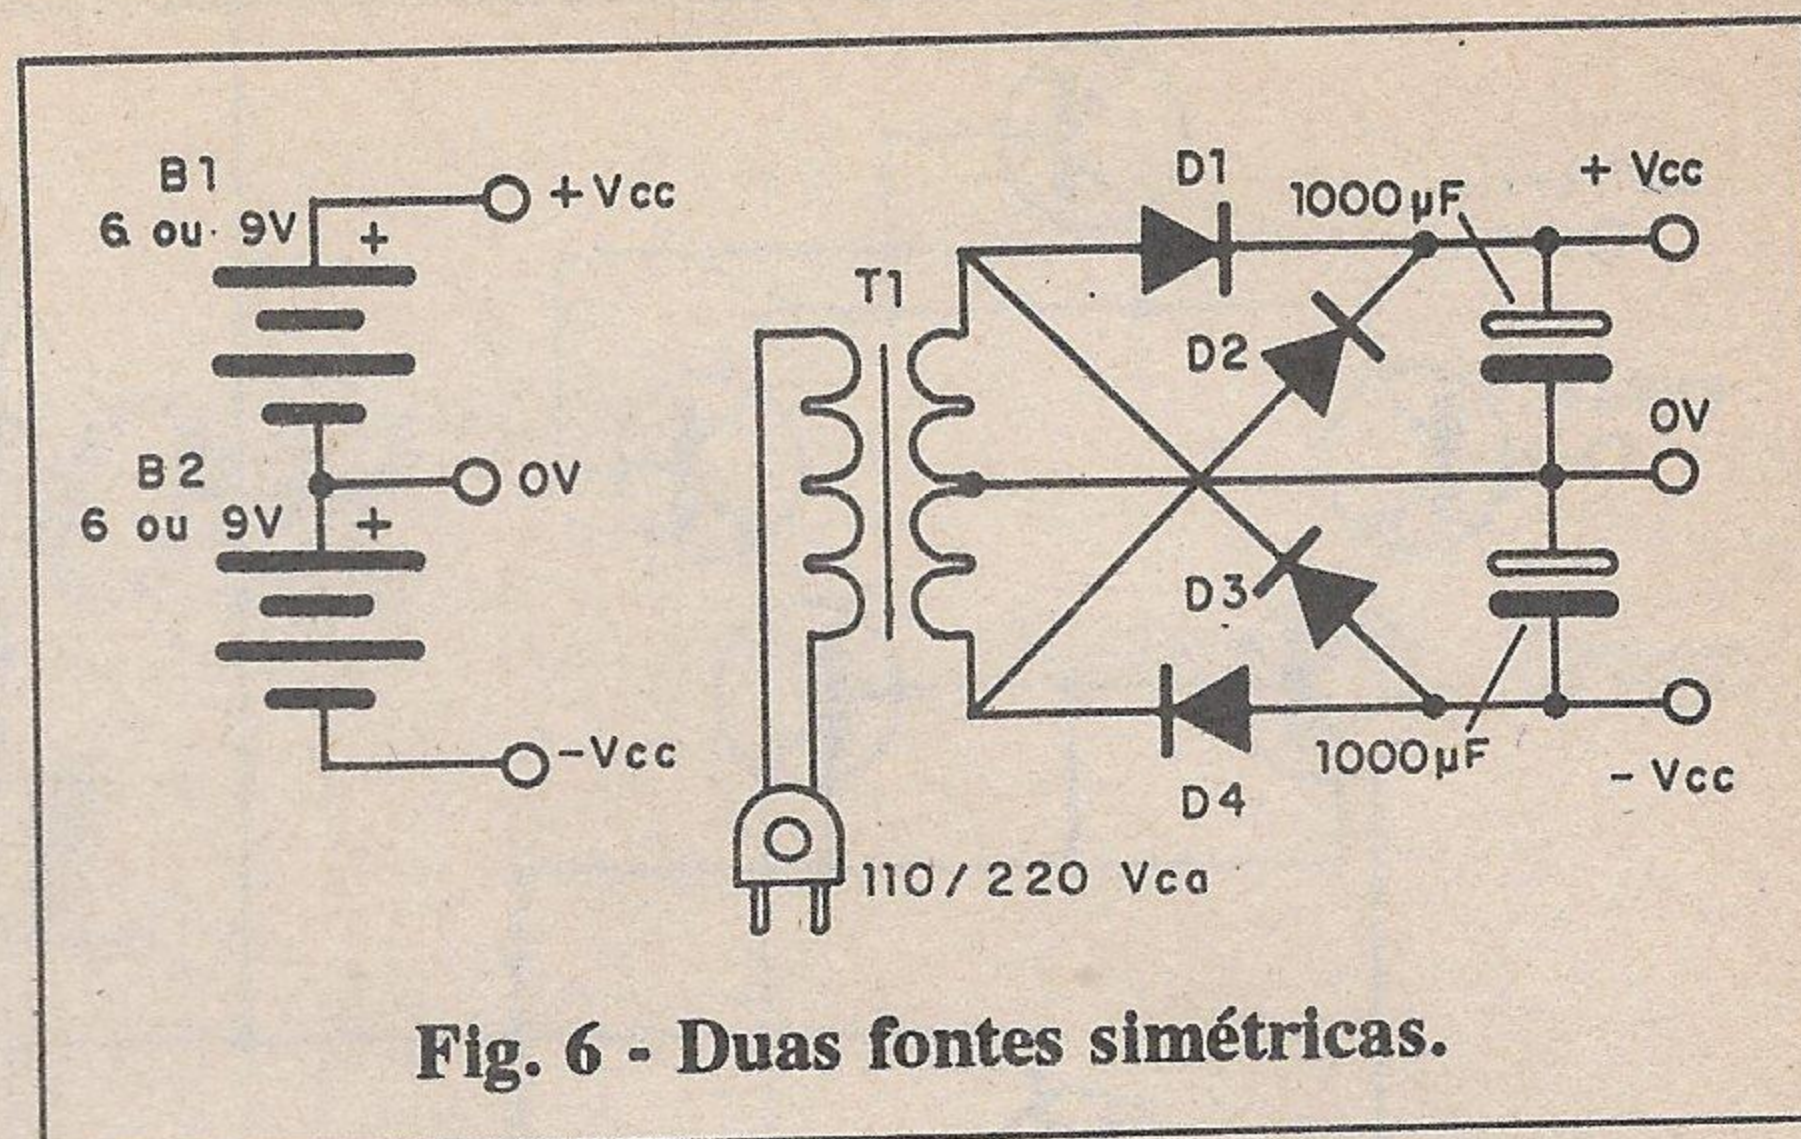 B1
6 ou 9V
+
+Vcc
B2
6 ou 9V
+
0V
-Vcc
T1
110/220 Vca
D1
1000µF
+ Vcc
D2
0V
D3
1000µF
D4
- Vcc
Fig. 6 - Duas fontes simétricas.